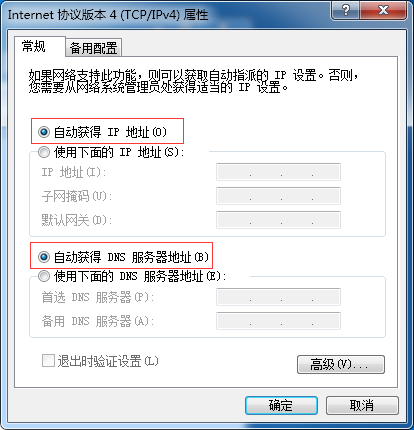 Internet 协议版本 4 (TCP/IPv4) 属性
常规
备用配置
如果网络支持此功能，则可以获取自动指派的 IP 设置。否则，
您需要从网络系统管理员处获得适当的 IP 设置。
自动获得 IP 地址(O)
使用下面的 IP 地址(S):
IP 地址(I):
子网掩码(U):
默认网关(D):
自动获得 DNS 服务器地址(B)
使用下面的 DNS 服务器地址(E):
首选 DNS 服务器(P):
备用 DNS 服务器(A):
退出时验证设置(L)
高级(V)...
确定
取消